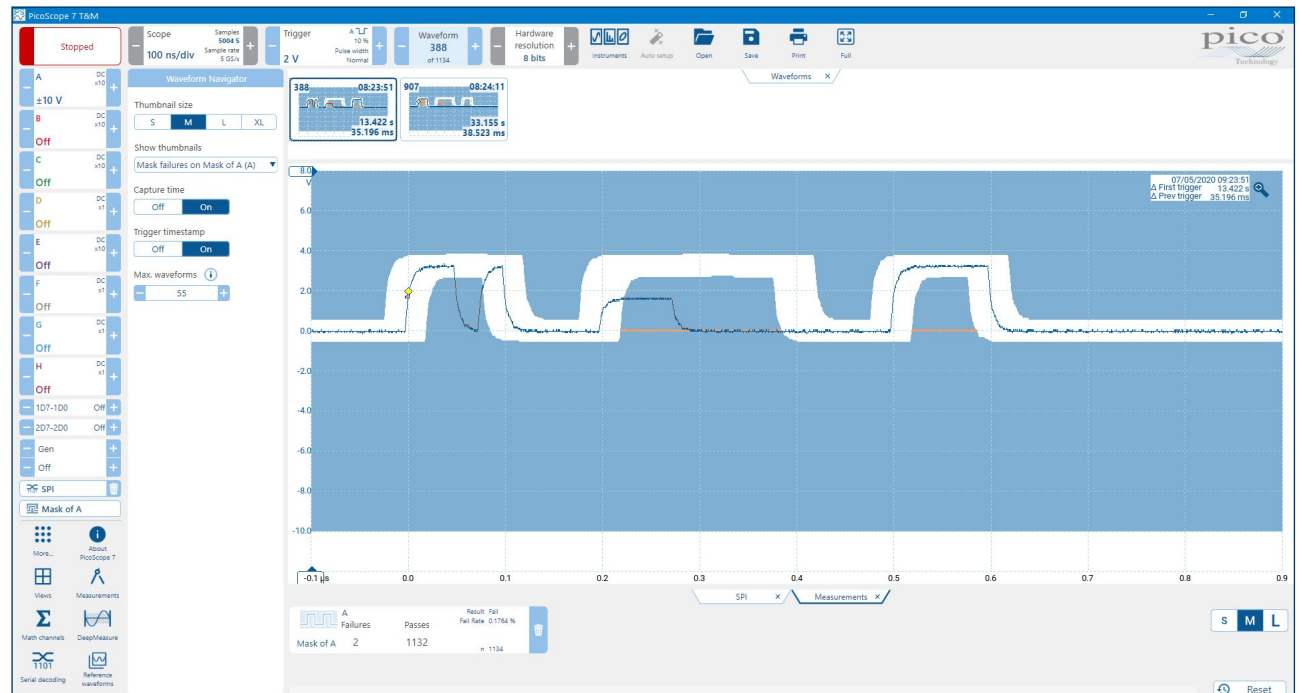 PicoScope 7 T&M
Stopped
Scope
100 ns/div
Samples
5004 S
Sample rate
5 GS/s
Trigger
2 V
A
10 %
Pulse width
Normal
Waveform
388
of 1134
Hardware
resolution
8 bits
Instruments
Auto setup
Open
Save
Print
Full
pico
Technology
A
DC
x10
±10 V
B
DC
x10
Off
C
DC
x10
Off
D
DC
x1
Off
E
DC
x10
Off
F
DC
x1
Off
G
DC
x1
Off
H
DC
x1
Off
1D7-1D0 Off
2D7-2D0 Off
Gen
Off
SPI
Mask of A
More...
About
PicoScope 7
Views
Measurements
Math channels
DeepMeasure
1101
Serial decoding
Reference
waveforms
Waveform Navigator
Thumbnail size
S M L XL
Show thumbnails
Mask failures on Mask of A (A)
Capture time
Off On
Trigger timestamp
Off On
Max. waveforms
55
Waveforms ×
388 08:23:51
13.422 s
35.196 ms
907 08:24:11
33.155 s
38.523 ms
07/05/2020 09:23:51
Δ First trigger 13.422 s
Δ Prev trigger 35.196 ms
8.0
V
6.0
4.0
2.0
0.0
-2.0
-4.0
-6.0
-8.0
-10.0
-0.1 µs 0.0 0.1 0.2 0.3 0.4 0.5 0.6 0.7 0.8 0.9
SPI × Measurements ×
A
Failures
Passes
Result Fail
Fail Rate 0.1764 %
Mask of A 2 1132
n 1134
S M L
Reset